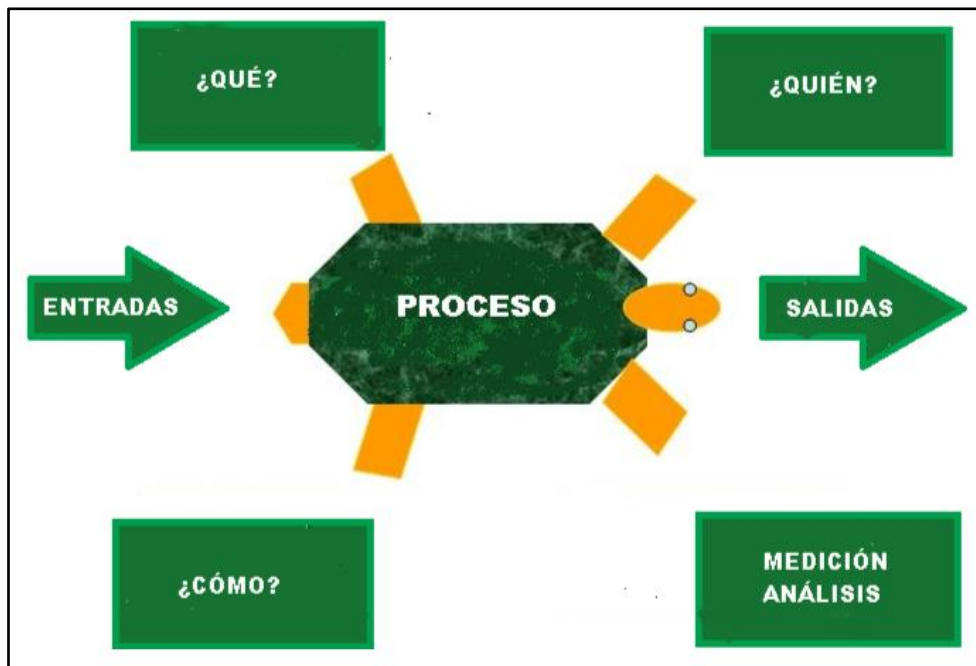 ¿QUÉ?
¿QUIÉN?
ENTRADAS
PROCESO
SALIDAS
¿CÓMO?
MEDICIÓN
ANÁLISIS